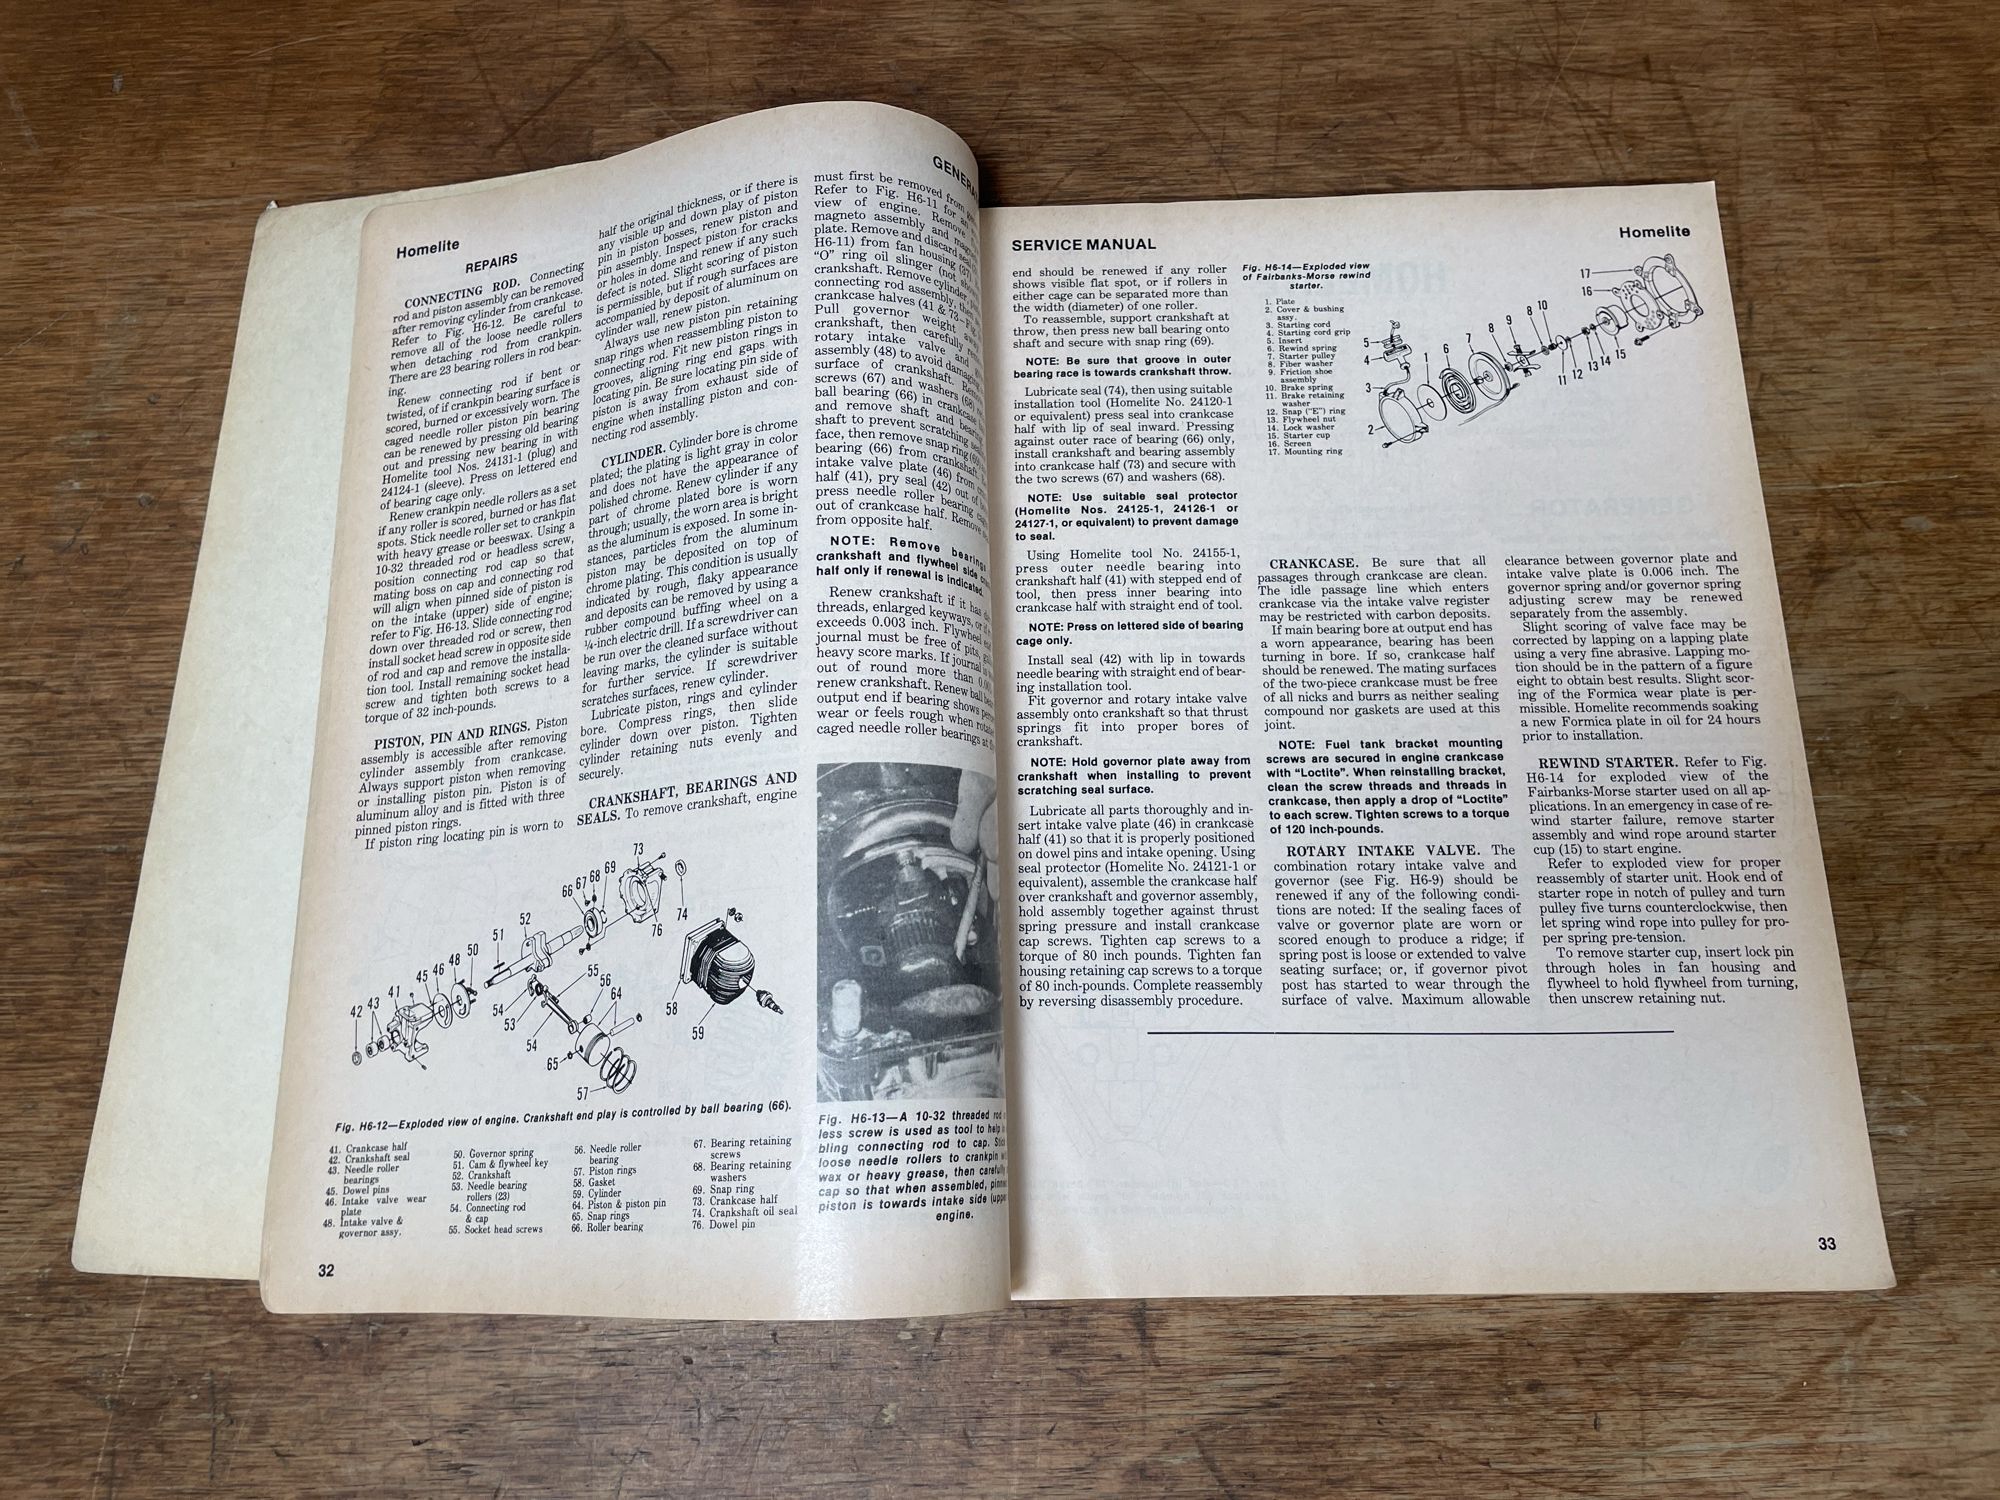 Homelite
REPAIRS
CONNECTING ROD. Connecting
rod and piston assembly can be removed
after removing cylinder from crankcase.
Refer to Fig. H6-12. Be careful to
remove all of the loose needle rollers
when detaching rod from crankpin.
There are 23 bearing rollers in rod bear-
ing.
Renew connecting rod if bent or
twisted, of if crankpin bearing surface is
scored, burned or excessively worn. The
caged needle roller piston pin bearing
can be renewed by pressing old bearing
out and pressing new bearing in with
Homelite tool Nos. 24131-1 (plug) and
24124-1 (sleeve). Press on lettered end
of bearing cage only.
Renew crankpin needle rollers as a set
if any roller is scored, burned or has flat
spots. Stick needle roller set to crankpin
with heavy grease or beeswax. Using a
10-32 threaded rod or headless screw,
position connecting rod cap so that
mating boss on cap and connecting rod
will align when pinned side of piston is
on the intake (upper) side of engine;
refer to Fig. H6-13. Slide connecting rod
down over threaded rod or screw, then
install socket head screw in opposite side
of rod and cap and remove the installa-
tion tool. Install remaining socket head
screw and tighten both screws to a
torque of 32 inch-pounds.
PISTON, PIN AND RINGS. Piston
assembly is accessible after removing
cylinder assembly from crankcase.
Always support piston when removing
or installing piston pin. Piston is of
aluminum alloy and is fitted with three
pinned piston rings.
If piston ring locating pin is worn to
half the original thickness, or if there is
any visible up and down play of piston
pin in piston bosses, renew piston and
pin assembly. Inspect piston for cracks
or holes in dome and renew if any such
defect is noted. Slight scoring of piston
is permissible, but if rough surfaces are
accompanied by deposit of aluminum on
cylinder wall, renew piston.
Always use new piston pin retaining
snap rings when reassembling piston to
connecting rod. Fit new piston rings in
grooves, aligning ring end gaps with
locating pin. Be sure locating pin side of
piston is away from exhaust side of
engine when installing piston and con-
necting rod assembly.
CYLINDER. Cylinder bore is chrome
plated; the plating is light gray in color
and does not have the appearance of
polished chrome. Renew cylinder if any
part of chrome plated bore is worn
through; usually, the worn area is bright
as the aluminum is exposed. In some in-
stances, particles from the aluminum
piston may be deposited on top of
chrome plating. This condition is usually
indicated by rough, flaky appearance
and deposits can be removed by using a
rubber compound buffing wheel on a
¼-inch electric drill. If a screwdriver can
be run over the cleaned surface without
leaving marks, the cylinder is suitable
for further service. If screwdriver
scratches surfaces, renew cylinder.
Lubricate piston, rings and cylinder
bore. Compress rings, then slide
cylinder down over piston. Tighten
cylinder retaining nuts evenly and
securely.
CRANKSHAFT, BEARINGS AND
SEALS. To remove crankshaft, engine
must first be removed from
Refer to Fig. H6-11 for
view of engine. Remove
magneto assembly and
plate. Remove and discard seal
H6-11) from fan housing (37)
"O" ring oil slinger (not
crankshaft. Remove cylinder,
connecting rod assembly,
crankcase halves (41 & 73
Pull governor weight
crankshaft, then carefully
rotary intake valve and
assembly (48) to avoid damaging
surface of crankshaft.
screws (67) and washers (68)
ball bearing (66) in crankcase
and remove shaft and bearing
shaft to prevent scratching
face, then remove snap ring
bearing (66) from crankshaft.
intake valve plate (46) from
half (41), pry seal (42) out of
press needle roller bearing
out of crankcase half. Remove
from opposite half.
NOTE: Remove bearings
crankshaft and flywheel side
half only if renewal is indicated.
Renew crankshaft if it has
threads, enlarged keyways, or if
exceeds 0.003 inch. Flywheel
journal must be free of pits,
heavy score marks. If journal is
out of round more than
renew crankshaft. Renew ball
output end if bearing shows
wear or feels rough when
caged needle roller bearings at
73
69
68
67
66
74
76
52
51
50
48
46
45
41
43
42
55
56
54
53
64
54
65
57
58
59
Fig. H6-12—Exploded view of engine. Crankshaft end play is controlled by ball bearing (66).
41. Crankcase half
42. Crankshaft seal
43. Needle roller
bearings
45. Dowel pins
46. Intake valve wear
plate
48. Intake valve &
governor assy.
50. Governor spring
51. Cam & flywheel key
52. Crankshaft
53. Needle bearing
rollers (23)
54. Connecting rod
& cap
55. Socket head screws
56. Needle roller
bearing
57. Piston rings
58. Gasket
59. Cylinder
64. Piston & piston pin
65. Snap rings
66. Roller bearing
67. Bearing retaining
screws
68. Bearing retaining
washers
69. Snap ring
73. Crankcase half
74. Crankshaft oil seal
76. Dowel pin
Fig. H6-13—A 10-32 threaded rod
less screw is used as tool to help
bling connecting rod to cap. Stick
loose needle rollers to crankpin
wax or heavy grease, then carefully
cap so that when assembled,
piston is towards intake side
engine.
32
SERVICE MANUAL
Homelite
end should be renewed if any roller
shows visible flat spot, or if rollers in
either cage can be separated more than
the width (diameter) of one roller.
To reassemble, support crankshaft at
throw, then press new ball bearing onto
shaft and secure with snap ring (69).
NOTE: Be sure that groove in outer
bearing race is towards crankshaft throw.
Lubricate seal (74), then using suitable
installation tool (Homelite No. 24120-1
or equivalent) press seal into crankcase
half with lip of seal inward. Pressing
against outer race of bearing (66) only,
install crankshaft and bearing assembly
into crankcase half (73) and secure with
the two screws (67) and washers (68).
NOTE: Use suitable seal protector
(Homelite Nos. 24125-1, 24126-1 or
24127-1, or equivalent) to prevent damage
to seal.
Using Homelite tool No. 24155-1,
press outer needle bearing into
crankshaft half (41) with stepped end of
tool, then press inner bearing into
crankcase half with straight end of tool.
NOTE: Press on lettered side of bearing
cage only.
Install seal (42) with lip in towards
needle bearing with straight end of bear-
ing installation tool.
Fit governor and rotary intake valve
assembly onto crankshaft so that thrust
springs fit into proper bores of
crankshaft.
NOTE: Hold governor plate away from
crankshaft when installing to prevent
scratching seal surface.
Lubricate all parts thoroughly and in-
sert intake valve plate (46) in crankcase
half (41) so that it is properly positioned
on dowel pins and intake opening. Using
seal protector (Homelite No. 24121-1 or
equivalent), assemble the crankcase half
over crankshaft and governor assembly,
hold assembly together against thrust
spring pressure and install crankcase
cap screws. Tighten cap screws to a
torque of 80 inch pounds. Tighten fan
housing retaining cap screws to a torque
of 80 inch-pounds. Complete reassembly
by reversing disassembly procedure.
Fig. H6-14—Exploded view
of Fairbanks-Morse rewind
starter.
1. Plate
2. Cover & bushing
assy.
3. Starting cord
4. Starting cord grip
5. Insert
6. Rewind spring
7. Starter pulley
8. Fiber washer
9. Friction shoe
assembly
10. Brake spring
11. Brake retaining
washer
12. Snap ("E") ring
13. Flywheel nut
14. Lock washer
15. Starter cup
16. Screen
17. Mounting ring
17
16
10
8
9
8
7
6
5
4
1
3
2
11
12
13
14
15
CRANKCASE. Be sure that all
passages through crankcase are clean.
The idle passage line which enters
crankcase via the intake valve register
may be restricted with carbon deposits.
If main bearing bore at output end has
a worn appearance, bearing has been
turning in bore. If so, crankcase half
should be renewed. The mating surfaces
of the two-piece crankcase must be free
of all nicks and burrs as neither sealing
compound nor gaskets are used at this
joint.
NOTE: Fuel tank bracket mounting
screws are secured in engine crankcase
with "Loctite". When reinstalling bracket,
clean the screw threads and threads in
crankcase, then apply a drop of "Loctite"
to each screw. Tighten screws to a torque
of 120 inch-pounds.
ROTARY INTAKE VALVE. The
combination rotary intake valve and
governor (see Fig. H6-9) should be
renewed if any of the following condi-
tions are noted: If the sealing faces of
valve or governor plate are worn or
scored enough to produce a ridge; if
spring post is loose or extended to valve
seating surface; or, if governor pivot
post has started to wear through the
surface of valve. Maximum allowable
clearance between governor plate and
intake valve plate is 0.006 inch. The
governor spring and/or governor spring
adjusting screw may be renewed
separately from the assembly.
Slight scoring of valve face may be
corrected by lapping on a lapping plate
using a very fine abrasive. Lapping mo-
tion should be in the pattern of a figure
eight to obtain best results. Slight scor-
ing of the Formica wear plate is per-
missible. Homelite recommends soaking
a new Formica plate in oil for 24 hours
prior to installation.
REWIND STARTER. Refer to Fig.
H6-14 for exploded view of the
Fairbanks-Morse starter used on all ap-
plications. In an emergency in case of re-
wind starter failure, remove starter
assembly and wind rope around starter
cup (15) to start engine.
Refer to exploded view for proper
reassembly of starter unit. Hook end of
starter rope in notch of pulley and turn
pulley five turns counterclockwise, then
let spring wind rope into pulley for pro-
per spring pre-tension.
To remove starter cup, insert lock pin
through holes in fan housing and
flywheel to hold flywheel from turning,
then unscrew retaining nut.
33